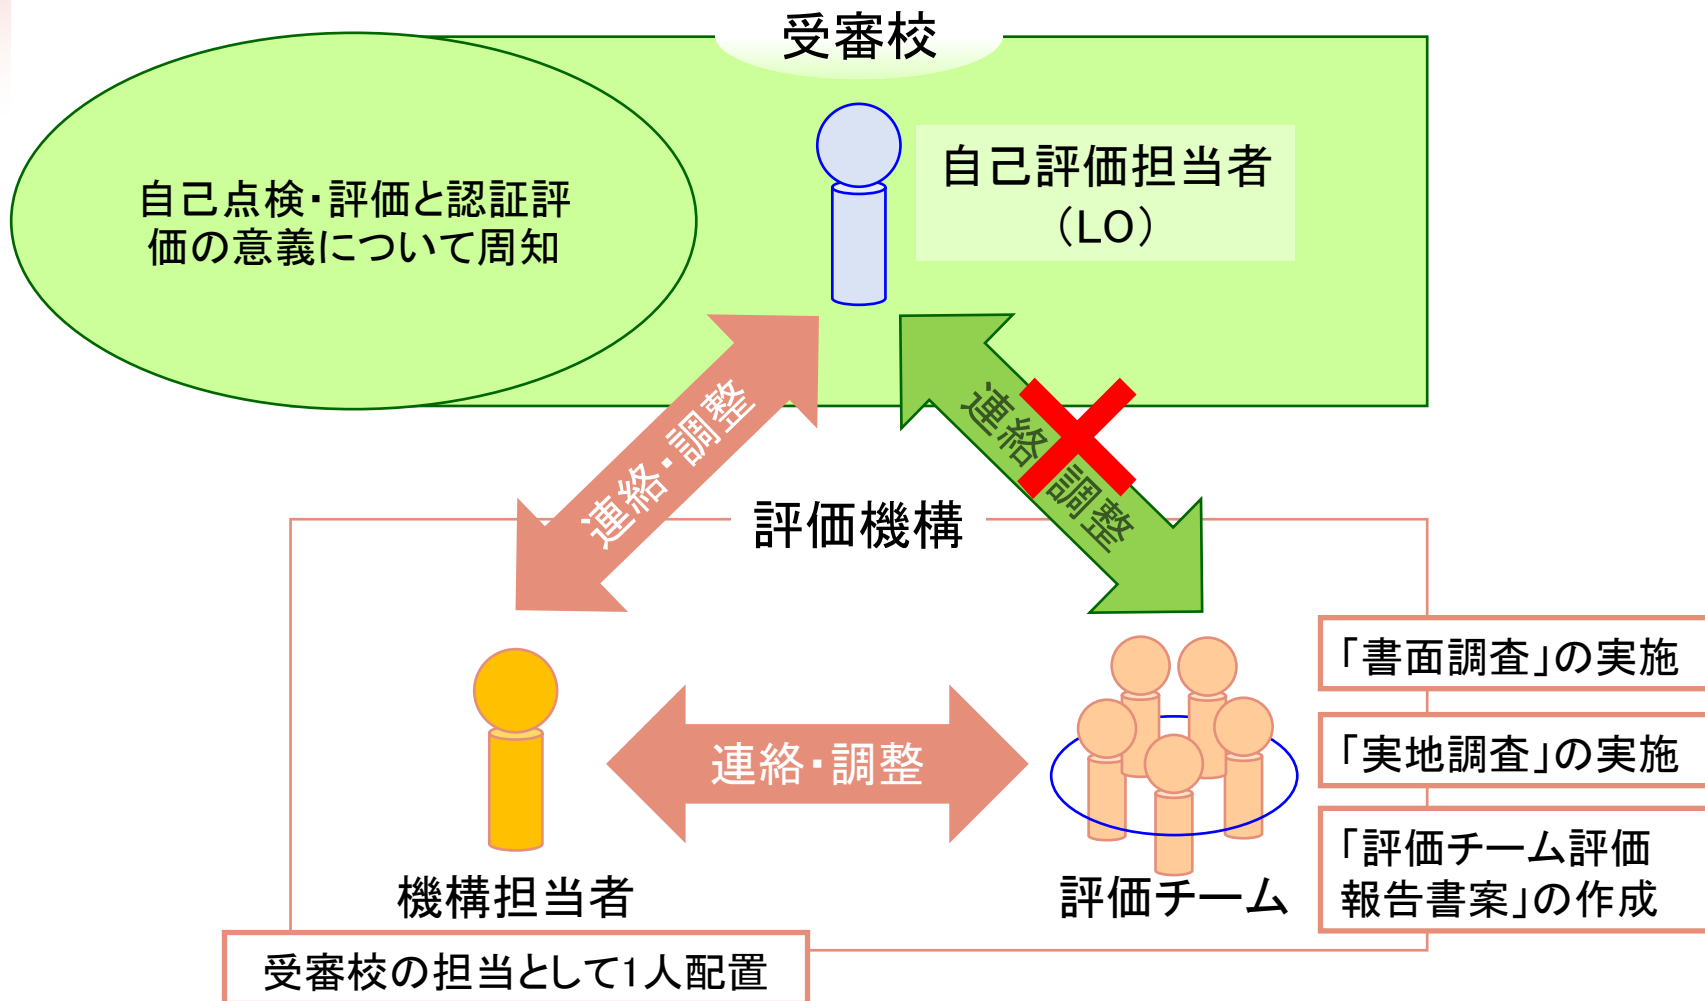 受審校
自己点検・評価と認証評
価の意義について周知
自己評価担当者
（LO）
連絡・調整
連絡・調整
評価機構
連絡・調整
機構担当者
評価チーム
「書面調査」の実施
「実地調査」の実施
「評価チーム評価
報告書案」の作成
受審校の担当として1人配置